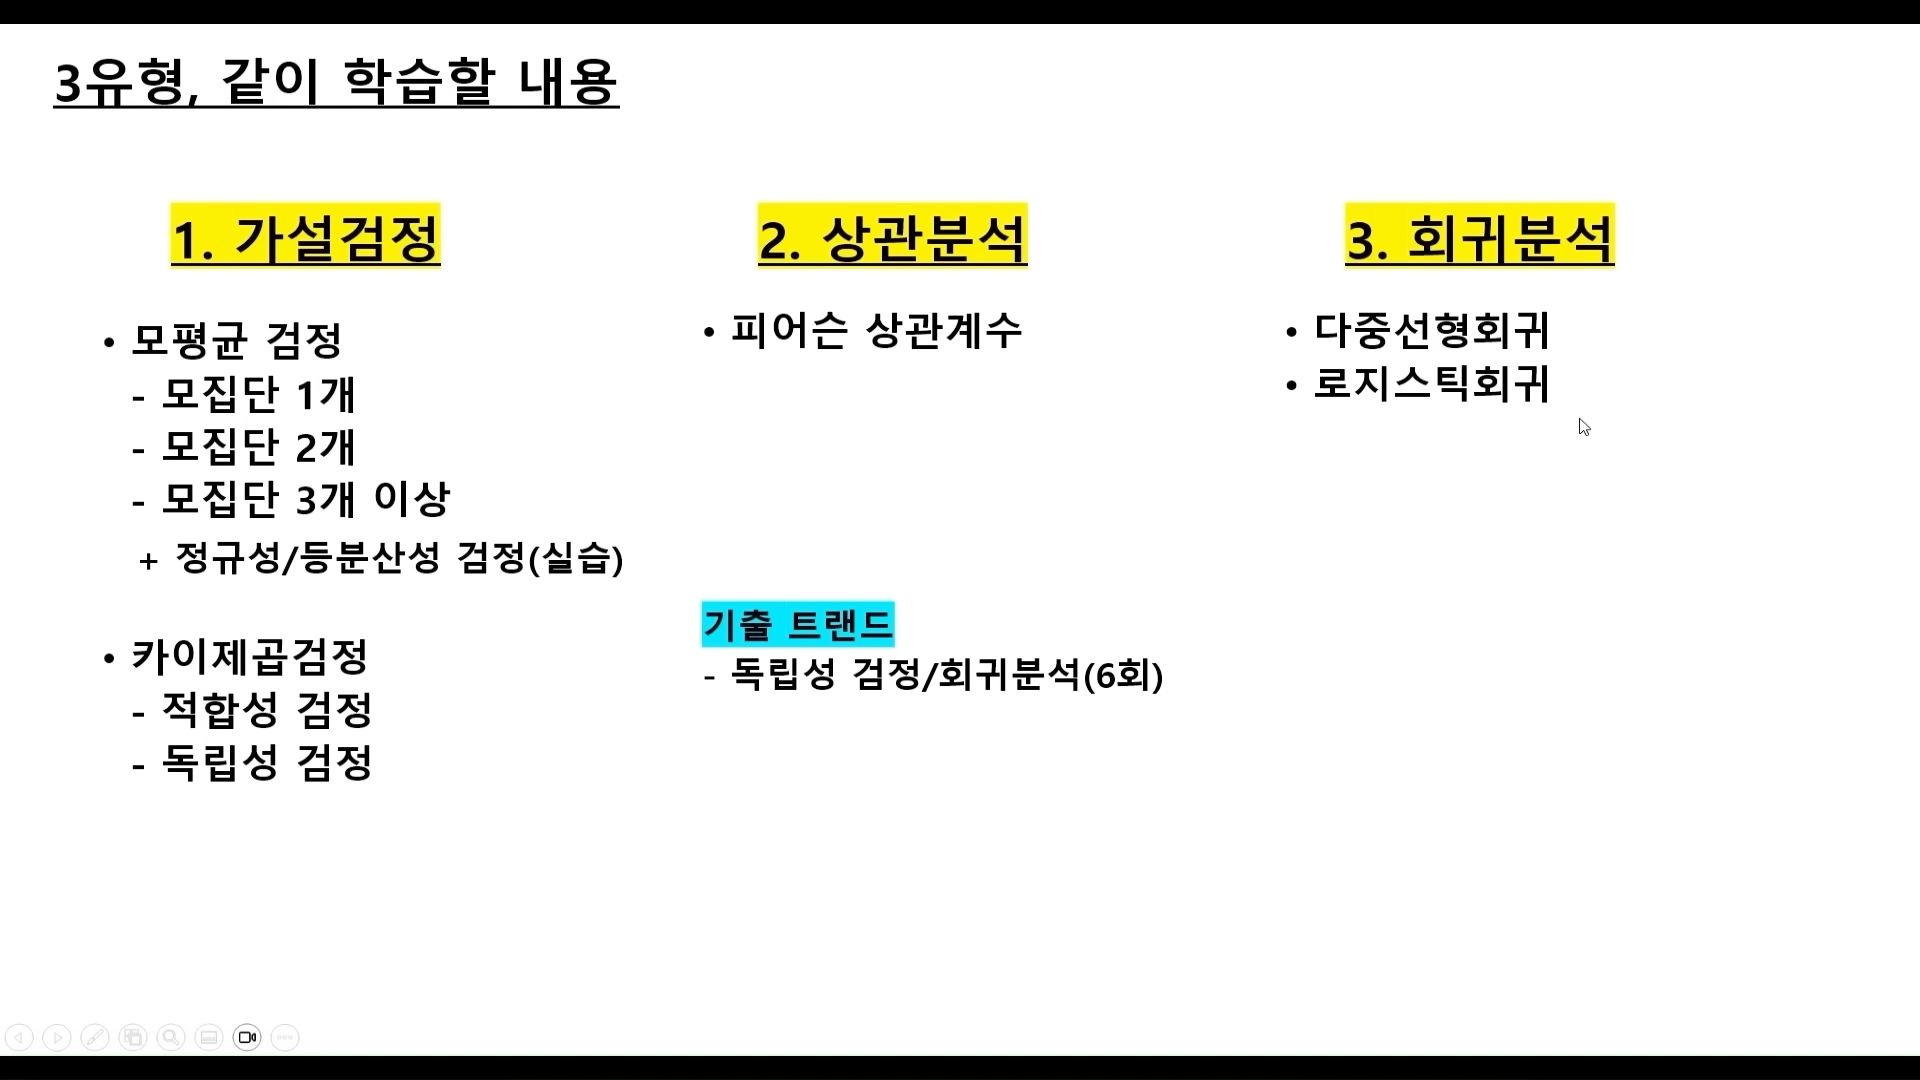 3유형, 같이 학습할 내용
1. 가설검정
• 모평균 검정
- 모집단 1개
- 모집단 2개
- 모집단 3개 이상
+ 정규성/등분산성 검정(실습)
• 카이제곱검정
- 적합성 검정
- 독립성 검정
2. 상관분석
• 피어슨 상관계수
기출 트랜드
- 독립성 검정/회귀분석(6회)
3. 회귀분석
• 다중선형회귀
• 로지스틱회귀